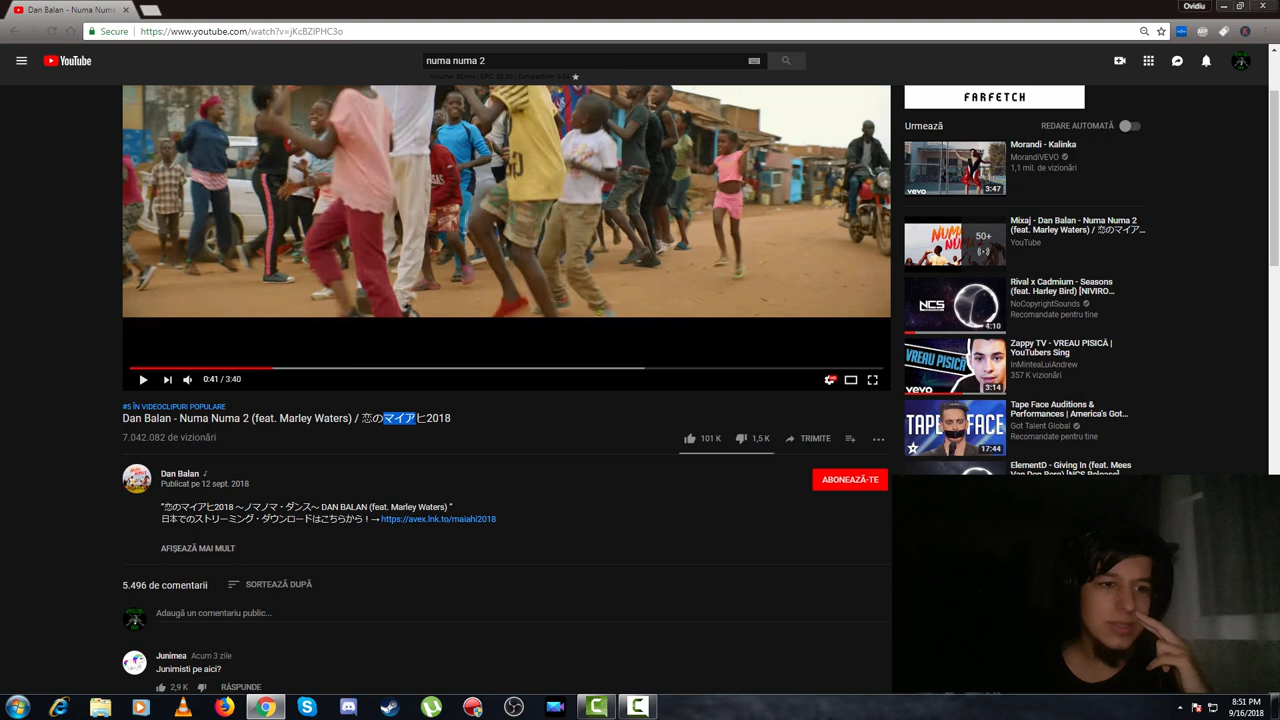 Dan Balan - Numa Numa
Ovidiu
Secure
https://www.youtube.com/watch?v=jKcBZIPHC3o
YouTube
numa numa 2
FARFETCH
Urmează
REDARE AUTOMATĂ
Morandi - Kalinka
MorandiVEVO
1,1 mil. de vizionări
vevo
3:47
Mixaj - Dan Balan - Numa Numa 2
(feat. Marley Waters) / 恋のマイア...
YouTube
50+
Rival x Cadmium - Seasons
(feat. Harley Bird) [NIVIRO...
NoCopyrightSounds
Recomandate pentru tine
NCS
4:10
Zappy TV - VREAU PISICĂ |
YouTubers Sing
InMinteaLuiAndrew
357 K vizionări
VREAU PISICĂ
vevo
3:14
Tape Face Auditions &
Performances | America's Got...
Got Talent Global
Recomandate pentru tine
TAPE FACE
17:44
ElementD - Giving In (feat. Mees
0:41 / 3:40
#5 ÎN VIDEOCLIPURI POPULARE
Dan Balan - Numa Numa 2 (feat. Marley Waters) / 恋のマイアヒ2018
7.042.082 de vizionări
101 K
1,5 K
TRIMITE
Dan Balan
Publicat pe 12 sept. 2018
ABONEAZĂ-TE
"恋のマイアヒ2018 ～ノマノマ・ダンス～ DAN BALAN (feat. Marley Waters) "
日本でのストリーミング・ダウンロードはこちらから！→ https://avex.lnk.to/maiahi2018
AFIȘEAZĂ MAI MULT
5.496 de comentarii
SORTEAZĂ DUPĂ
Adaugă un comentariu public...
Junimea Acum 3 zile
Junimisti pe aici?
2,9 K
RĂSPUNDE
8:51 PM
9/16/2018